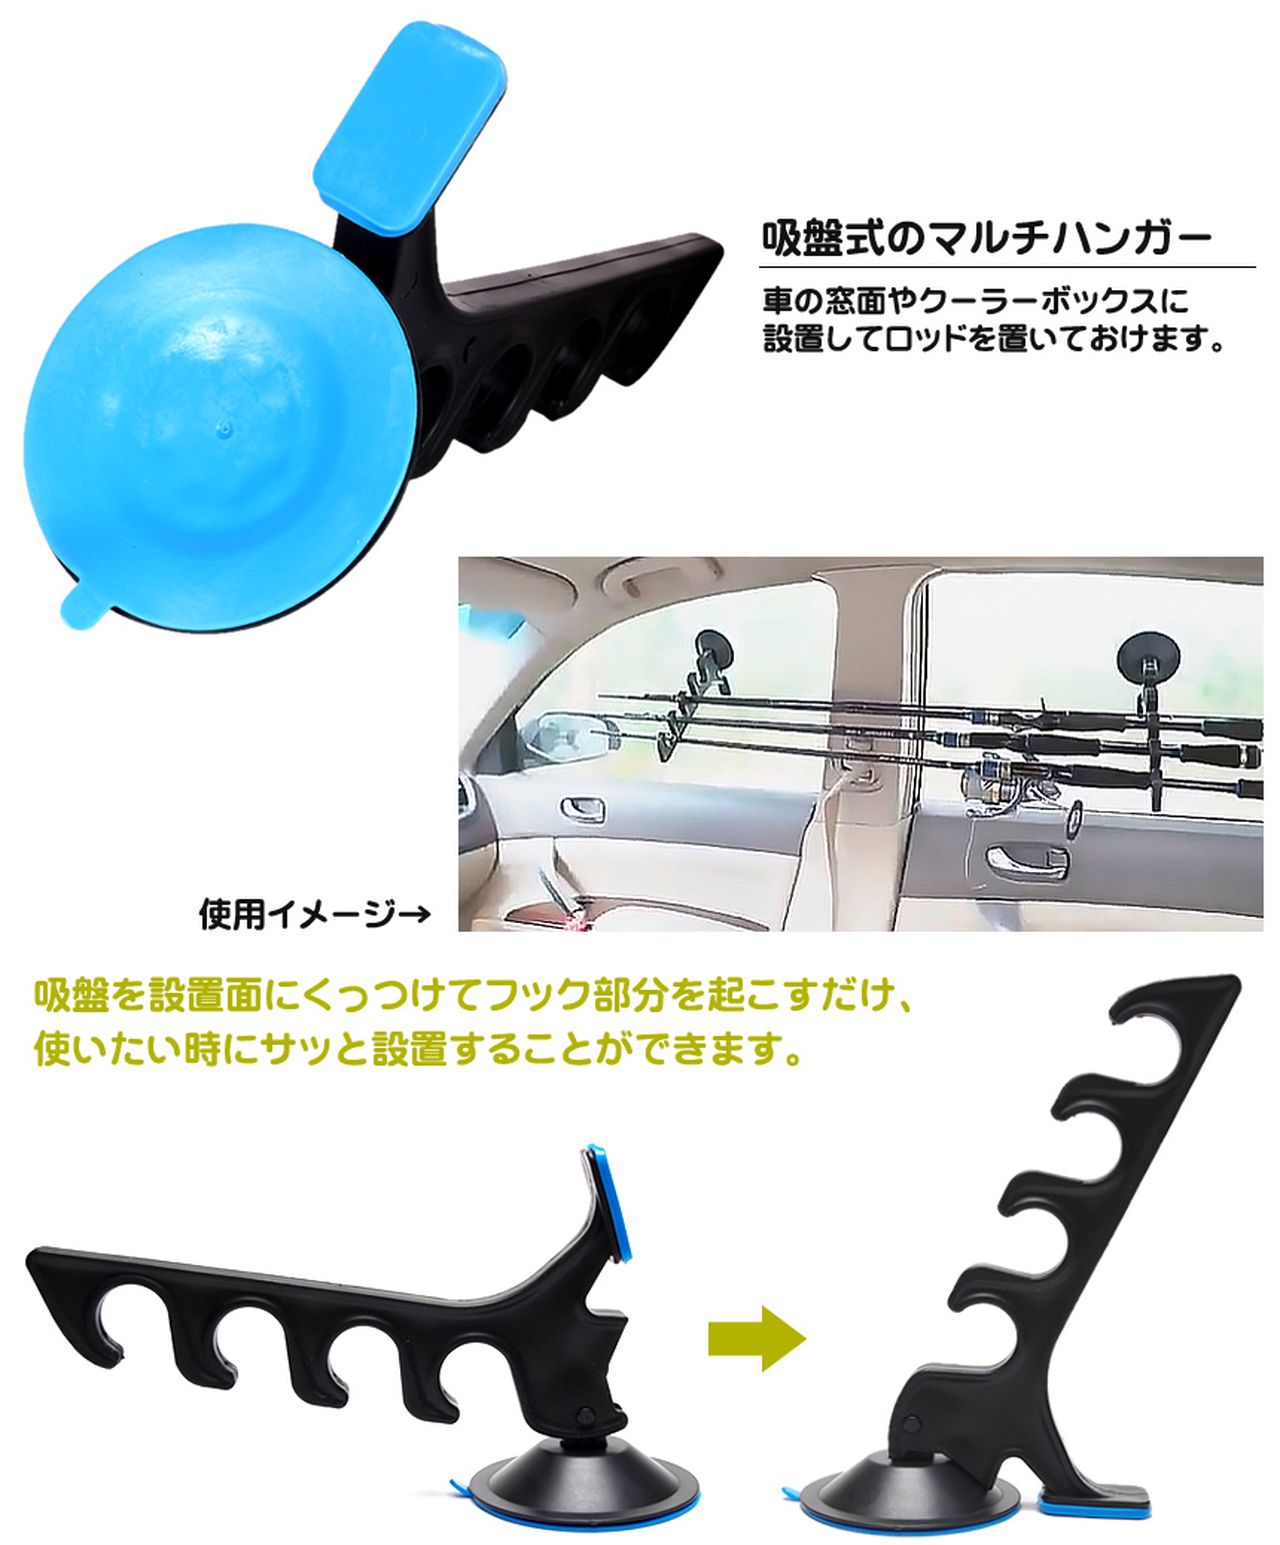 吸盤式のマルチハンガー
車の窓面やクーラーボックスに
設置してロッドを置いておけます。
使用イメージ→
吸盤を設置面にくっつけてフック部分を起こすだけ、
使いたい時にサッと設置することができます。